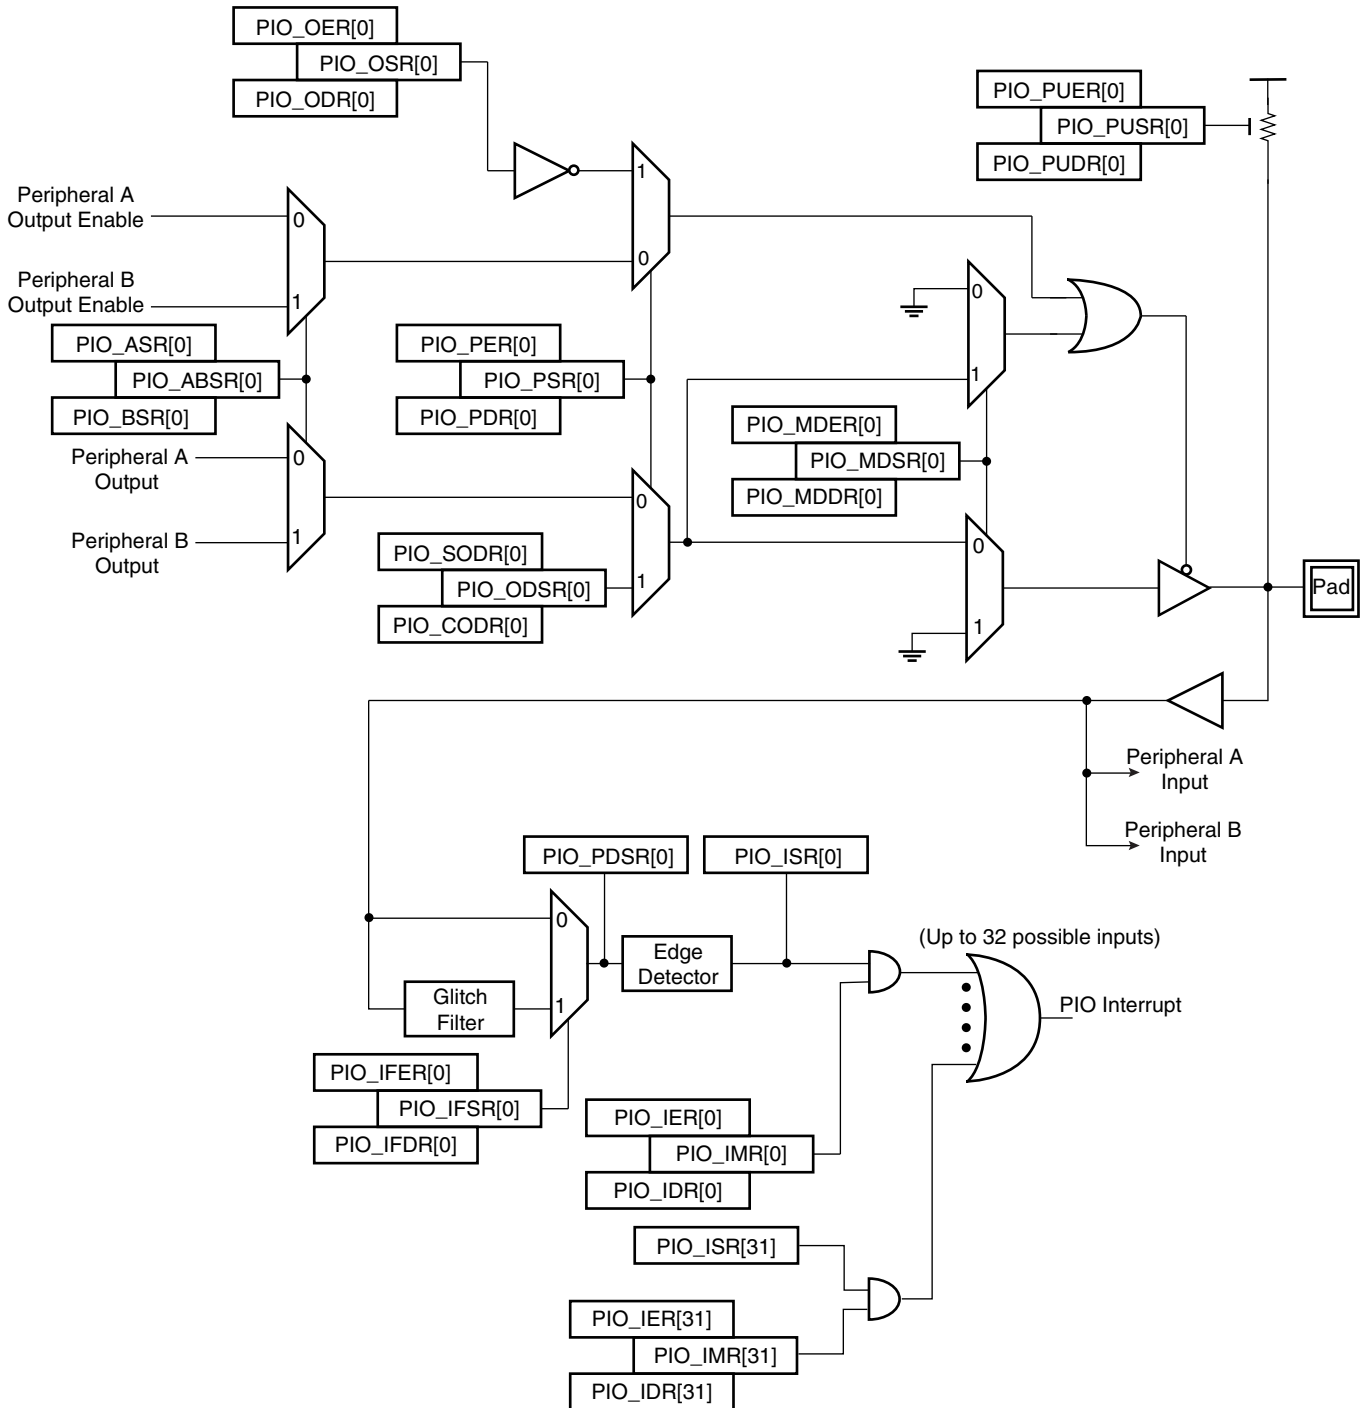 PIO_OER[0]
PIO_OSR[0]
PIO_ODR[0]
PIO_PUER[0]
PIO_PUSR[0]
PIO_PUDR[0]
1
0
Peripheral A
Output Enable
0
Peripheral B
Output Enable
1
PIO_ASR[0]
PIO_ABSR[0]
PIO_BSR[0]
PIO_PER[0]
PIO_PSR[0]
PIO_PDR[0]
0
1
PIO_MDER[0]
PIO_MDSR[0]
PIO_MDDR[0]
Peripheral A
Output
0
Peripheral B
Output
1
0
1
PIO_SODR[0]
PIO_ODSR[0]
PIO_CODR[0]
0
1
Pad
Peripheral A
Input
Peripheral B
Input
PIO_PDSR[0]
PIO_ISR[0]
0
1
Glitch
Filter
Edge
Detector
(Up to 32 possible inputs)
PIO Interrupt
PIO_IFER[0]
PIO_IFSR[0]
PIO_IFDR[0]
PIO_IER[0]
PIO_IMR[0]
PIO_IDR[0]
PIO_ISR[31]
PIO_IER[31]
PIO_IMR[31]
PIO_IDR[31]